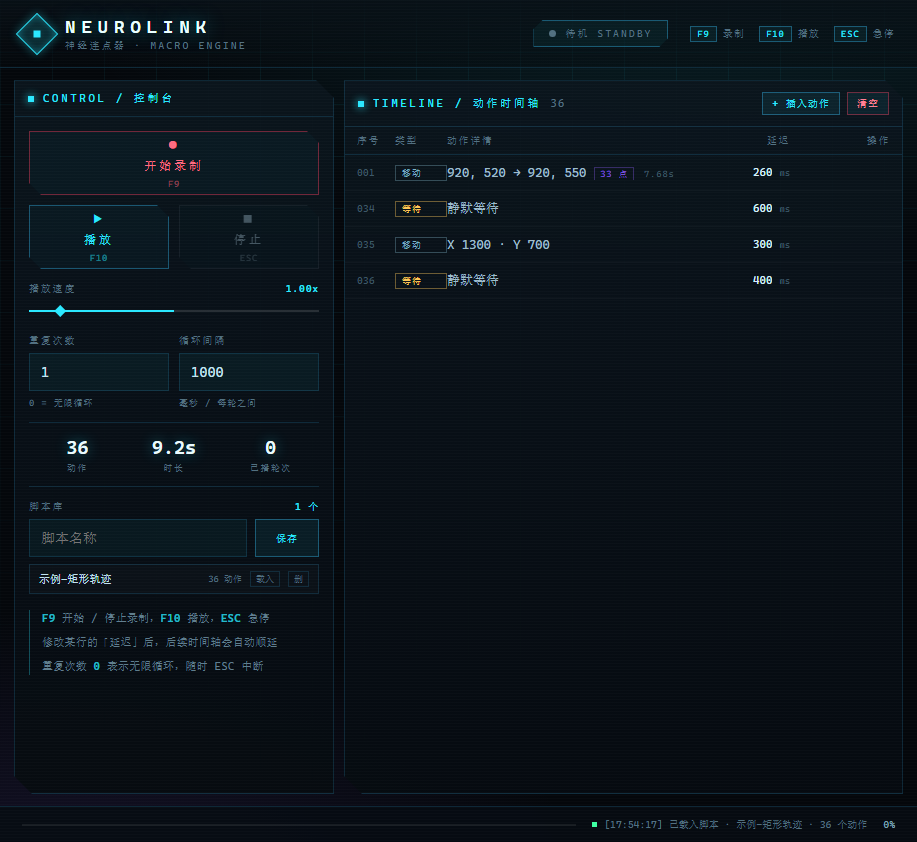 NEUROLINK
神经连点器 · MACRO ENGINE
待机 STANDBY
F9 录制 F10 播放 ESC 急停
CONTROL / 控制台
开始录制
F9
播放
F10
停止
ESC
播放速度 1.00x
重复次数 循环间隔
1 1000
0 = 无限循环 毫秒 / 每轮之间
36 9.2s 0
动作 时长 已播轮次
脚本库 1 个
脚本名称 保存
示例-矩形轨迹 36 动作 载入 删
F9 开始 / 停止录制，F10 播放，ESC 急停
修改某行的「延迟」后，后续时间轴会自动顺延
重复次数 0 表示无限循环，随时 ESC 中断
TIMELINE / 动作时间轴 36
+ 插入动作 清空
序号 类型 动作详情 延迟 操作
001 移动 920, 520 → 920, 550 33 点 7.68s 260 ms
034 等待 静默等待 600 ms
035 移动 X 1300 · Y 700 300 ms
036 等待 静默等待 400 ms
[17:54:17] 已载入脚本 · 示例-矩形轨迹 · 36 个动作 0%